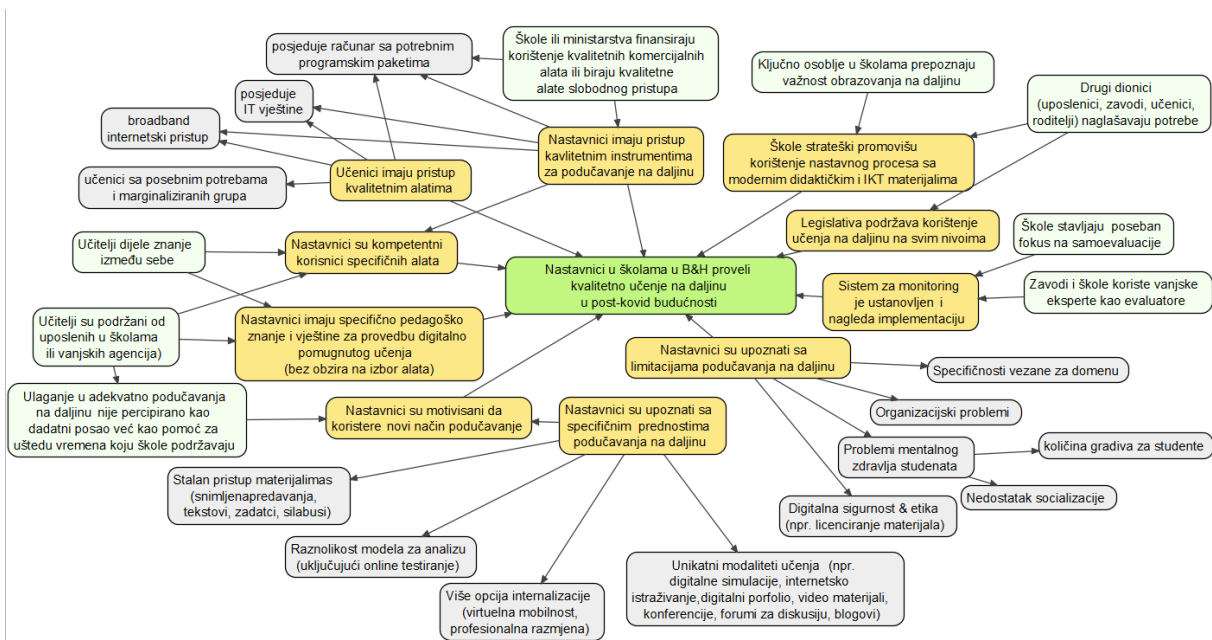 posjeduje računar sa potrebnim
programskim paketima
Škole ili ministarstva finansiraju
korištenje kvalitetnih komercijalnih
alata ili biraju kvalitetne
alate slobodnog pristupa
Ključno osoblje u školama prepoznaju
važnost obrazovanja na daljinu
Drugi dionici
(uposlenici, zavodi, učenici,
roditelji) naglašavaju potrebe
posjeduje
IT vještine
broadband
internetski pristup
Nastavnici imaju pristup
kavlitetnim instrumentima
za podučavanje na daljinu
Škole strateški promovišu
korištenje nastavnog procesa sa
modernim didaktičkim i IKT materijalima
Učenici imaju pristup
kvalitetnim alatima
učenici sa posebnim potrebama
i marginaliziranih grupa
Legislativa podržava korištenje
učenja na daljinu na svim nivoima
Škole stavljaju poseban
fokus na samoevaluacije
Učitelji dijele znanje
između sebe
Nastavnici su kompetentni
korisnici specifičnih alata
Nastavnici u školama u B&H proveli
kvalitetno učenje na daljinu
u post-kovid budućnosti
Sistem za monitoring
je ustanovljen i
nagleda implementaciju
Zavodi i škole koriste vanjske
eksperte kao evaluatore
Učitelji su podržani od
uposlenih u školama
ili vanjskih agencija)
Nastavnici imaju specifično pedagoško
znanje i vještine za provedbu digitalno
pomugnutog učenja
(bez obzira na izbor alata)
Nastavnici su upoznati sa
limitacijama podučavanja na daljinu
Specifičnosti vezane za domenu
Ulaganje u adekvatno podučavanja
na daljinu nije percipirano kao
dadatni posao već kao pomoć za
uštedu vremena koju škole podržavaju
Nastavnici su motivisani da
koristere novi način podučavanje
Nastavnici su upoznati sa
specifičnim prednostima
podučavanja na daljinu
Organizacijski problemi
Problemi mentalnog
zdravlja studenata
količina gradiva za studente
Nedostatak socializacije
Stalan pristup materijalimas
(snimljenapredavanja,
tekstovi, zadatci, silabusi)
Digitalna sigurnost & etika
(npr. licenciranje materijala)
Raznolikost modela za analizu
(uključujući online testiranje)
Unikatni modaliteti učenja (npr.
digitalne simulacije, internetsko
istraživanje,digitalni porfolio, video materijali,
konferencije, forumi za diskusiju, blogovi)
Više opcija internalizacije
(virtuelna mobilnost,
profesionalna razmjena)